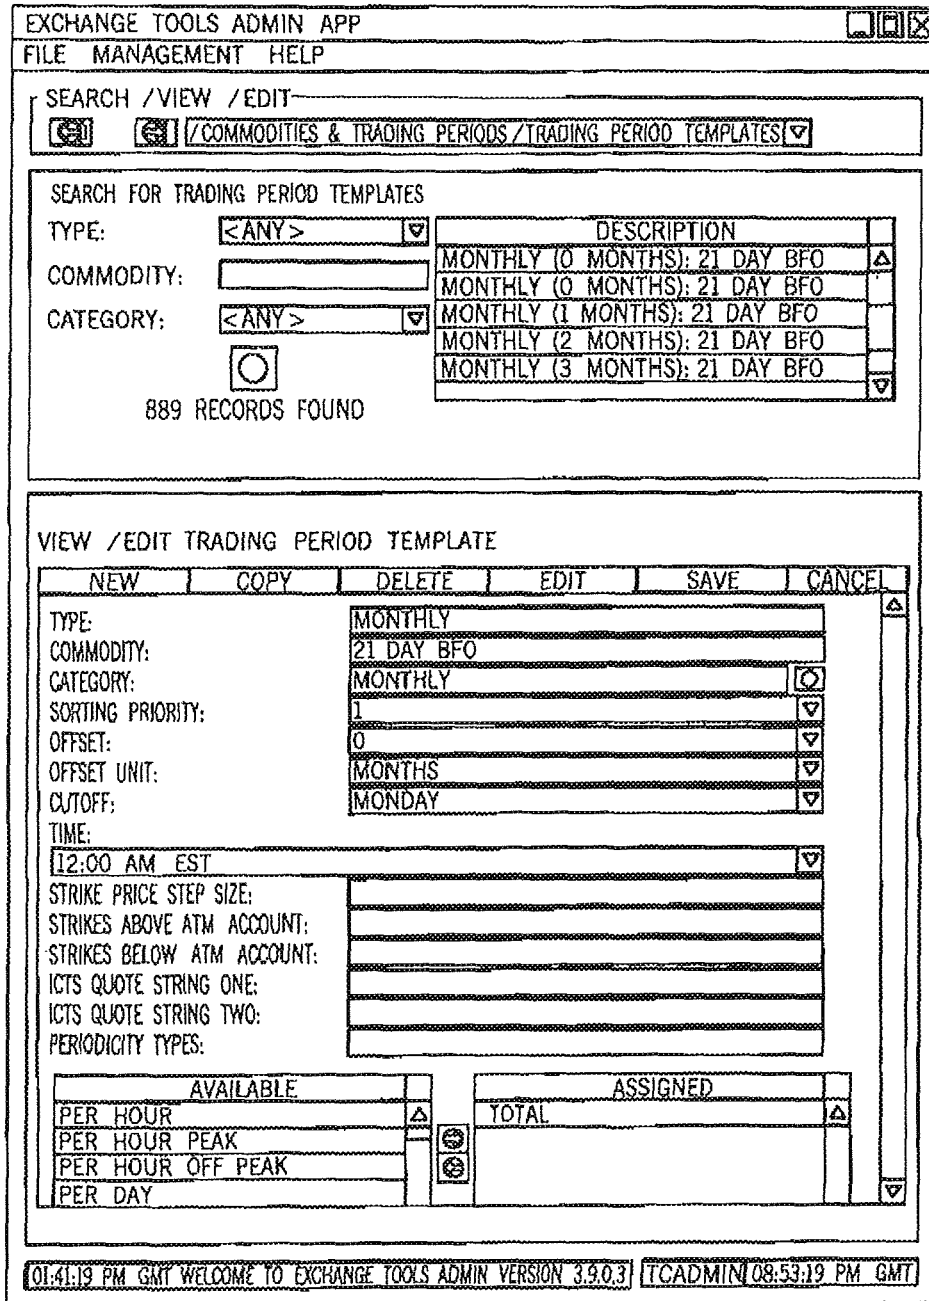 EXCHANGE TOOLS ADMIN APP
FILE MANAGEMENT HELP
SEARCH /VIEW /EDIT
/COMMODITIES & TRADING PERIODS/TRADING PERIOD TEMPLATES
SEARCH FOR TRADING PERIOD TEMPLATES
TYPE: <ANY>
COMMODITY:
CATEGORY: <ANY>
889 RECORDS FOUND
DESCRIPTION
MONTHLY (0 MONTHS): 21 DAY BFO
MONTHLY (0 MONTHS): 21 DAY BFO
MONTHLY (1 MONTHS): 21 DAY BFO
MONTHLY (2 MONTHS): 21 DAY BFO
MONTHLY (3 MONTHS): 21 DAY BFO
VIEW /EDIT TRADING PERIOD TEMPLATE
NEW COPY DELETE EDIT SAVE CANCEL
TYPE: MONTHLY
COMMODITY: 21 DAY BFO
CATEGORY: MONTHLY
SORTING PRIORITY: 1
OFFSET: 0
OFFSET UNIT: MONTHS
CUTOFF: MONDAY
TIME:
12:00 AM EST
STRIKE PRICE STEP SIZE:
STRIKES ABOVE ATM ACCOUNT:
STRIKES BELOW ATM ACCOUNT:
ICTS QUOTE STRING ONE:
ICTS QUOTE STRING TWO:
PERIODICITY TYPES:
AVAILABLE
PER HOUR
PER HOUR PEAK
PER HOUR OFF PEAK
PER DAY
ASSIGNED
TOTAL
01:41:19 PM GMT WELCOME TO EXCHANGE TOOLS ADMIN VERSION 3.9.0.3 TCADMIN 08:53:19 PM GMT